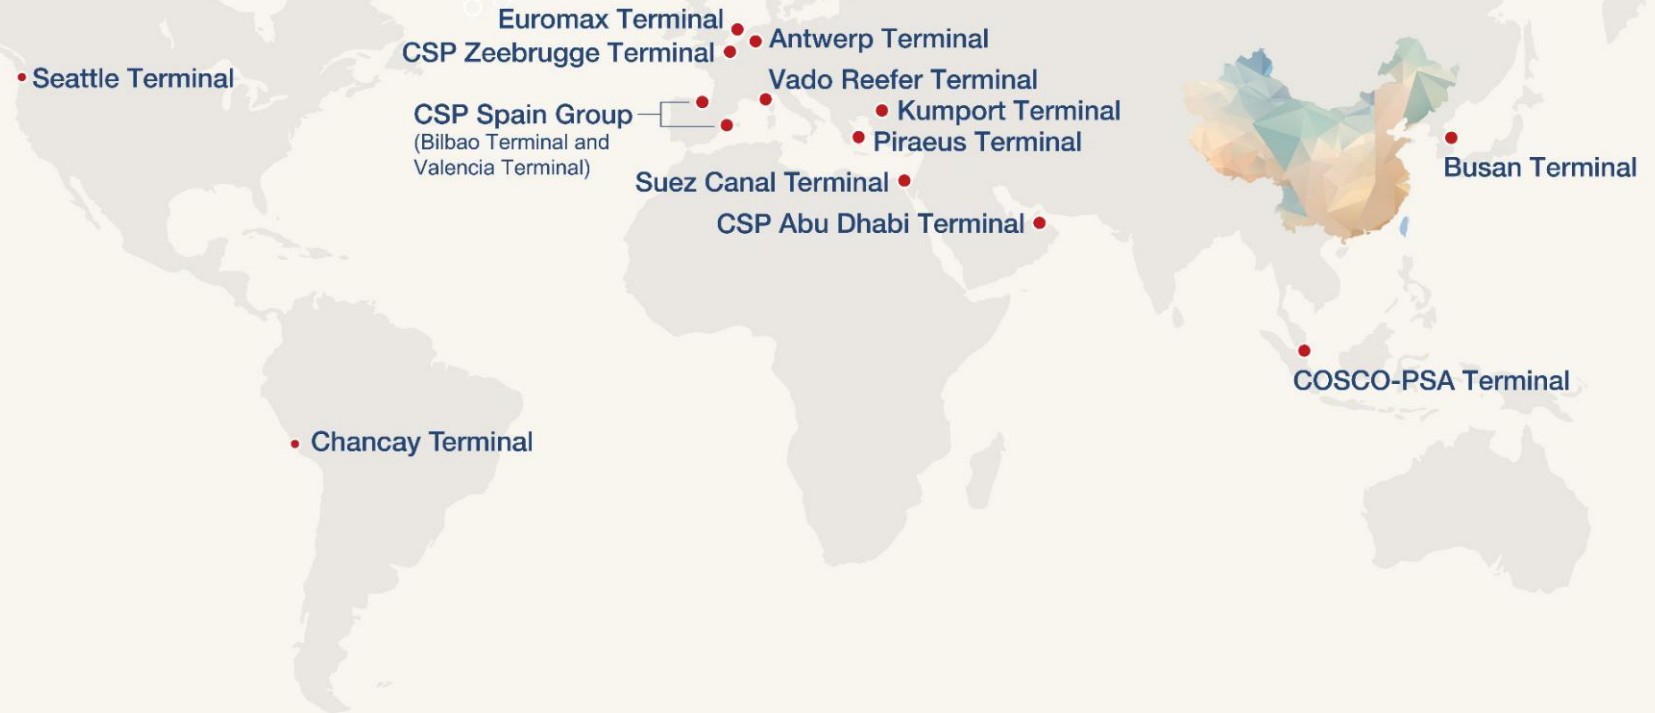 Euromax Terminal
Antwerp Terminal
CSP Zeebrugge Terminal
Seattle Terminal
Vado Reefer Terminal
CSP Spain Group
(Bilbao Terminal and
Valencia Terminal)
Kumport Terminal
Piraeus Terminal
Busan Terminal
Suez Canal Terminal
CSP Abu Dhabi Terminal
COSCO-PSA Terminal
Chancay Terminal